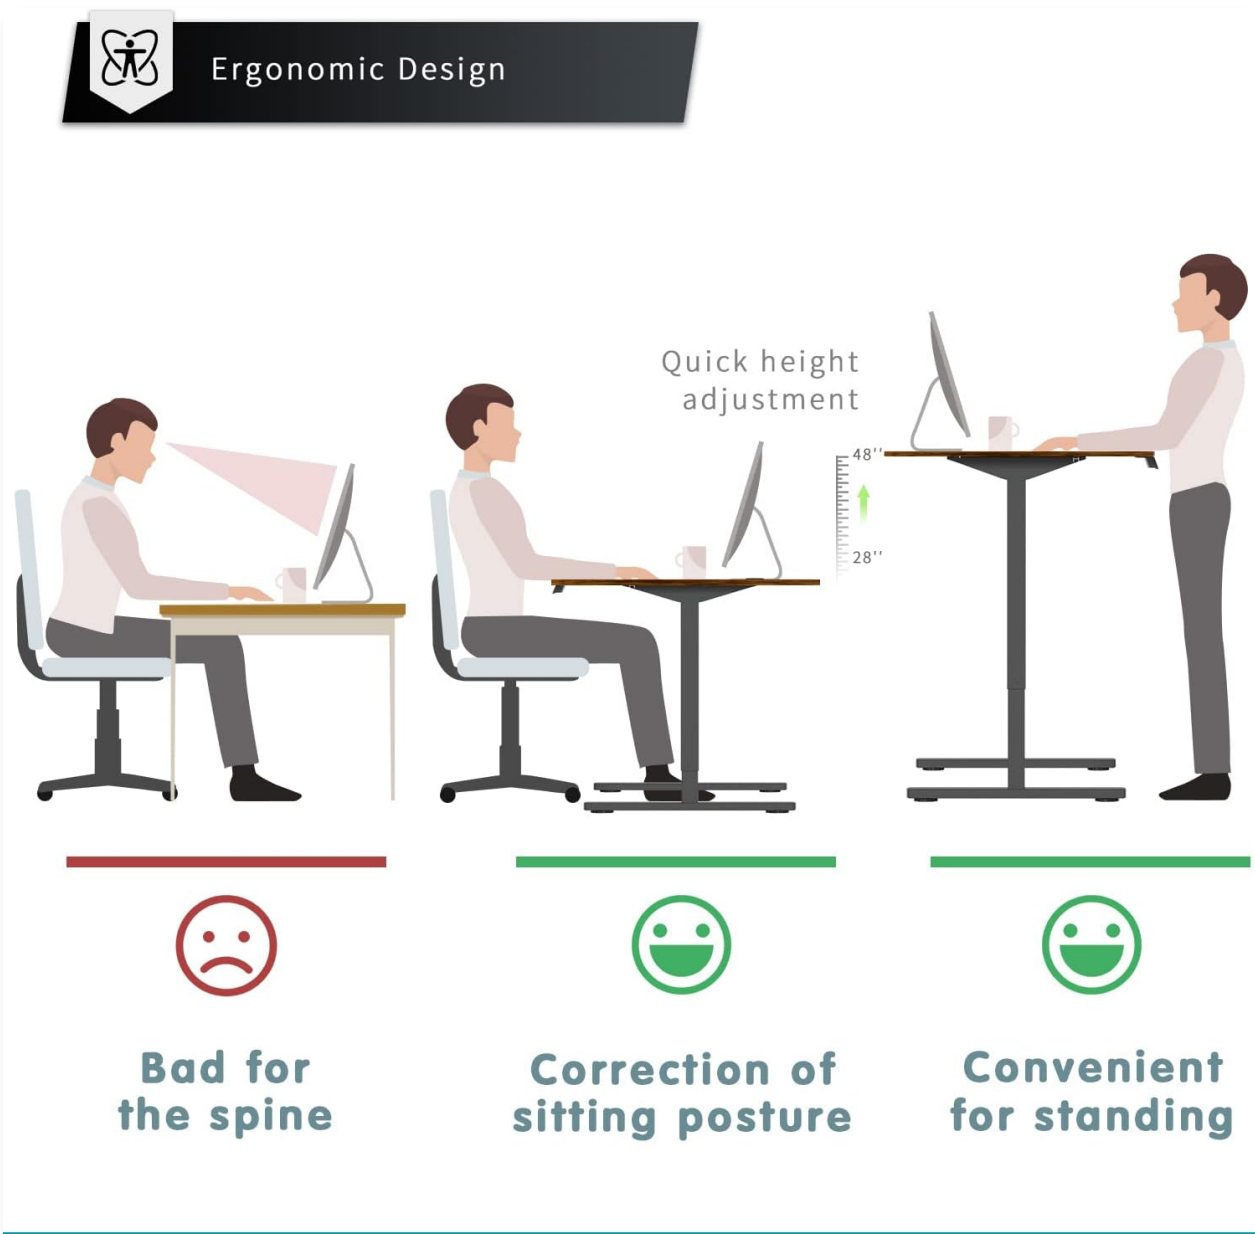 Ergonomic Design
Quick height
adjustment
48''
28''
Bad for
the spine
Correction of
sitting posture
Convenient
for standing